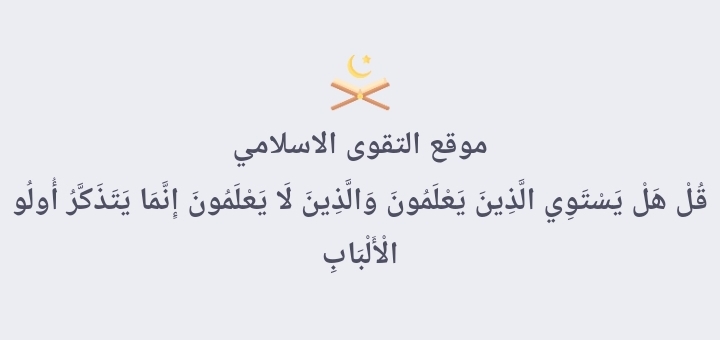 موقع التقوى الاسلامي
قُلْ هَلْ يَسْتَوِي الَّذِينَ يَعْلَمُونَ وَالَّذِينَ لَا يَعْلَمُونَ إِنَّمَا يَتَذَكَّرُ أُولُو
الْأَلْبَابِ